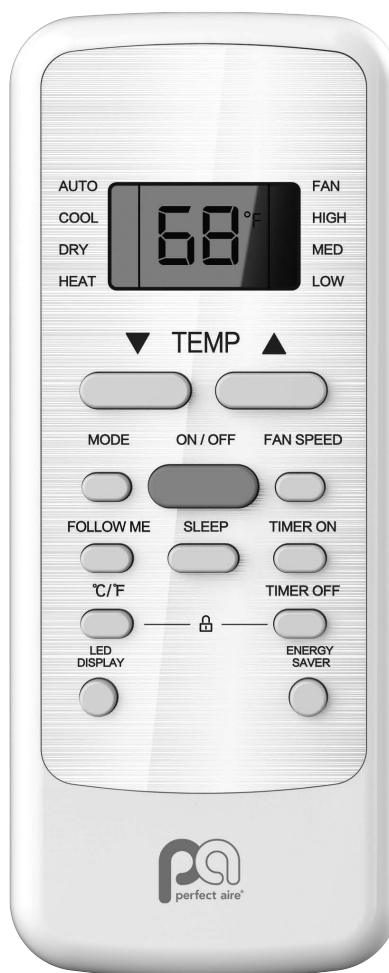 AUTO
FAN
COOL
HIGH
DRY
MED
HEAT
LOW
68°F
▼ TEMP ▲
MODE ON / OFF FAN SPEED
FOLLOW ME SLEEP TIMER ON
℃/℉ TIMER OFF
LED
DISPLAY
ENERGY
SAVER
pa
perfect aire®